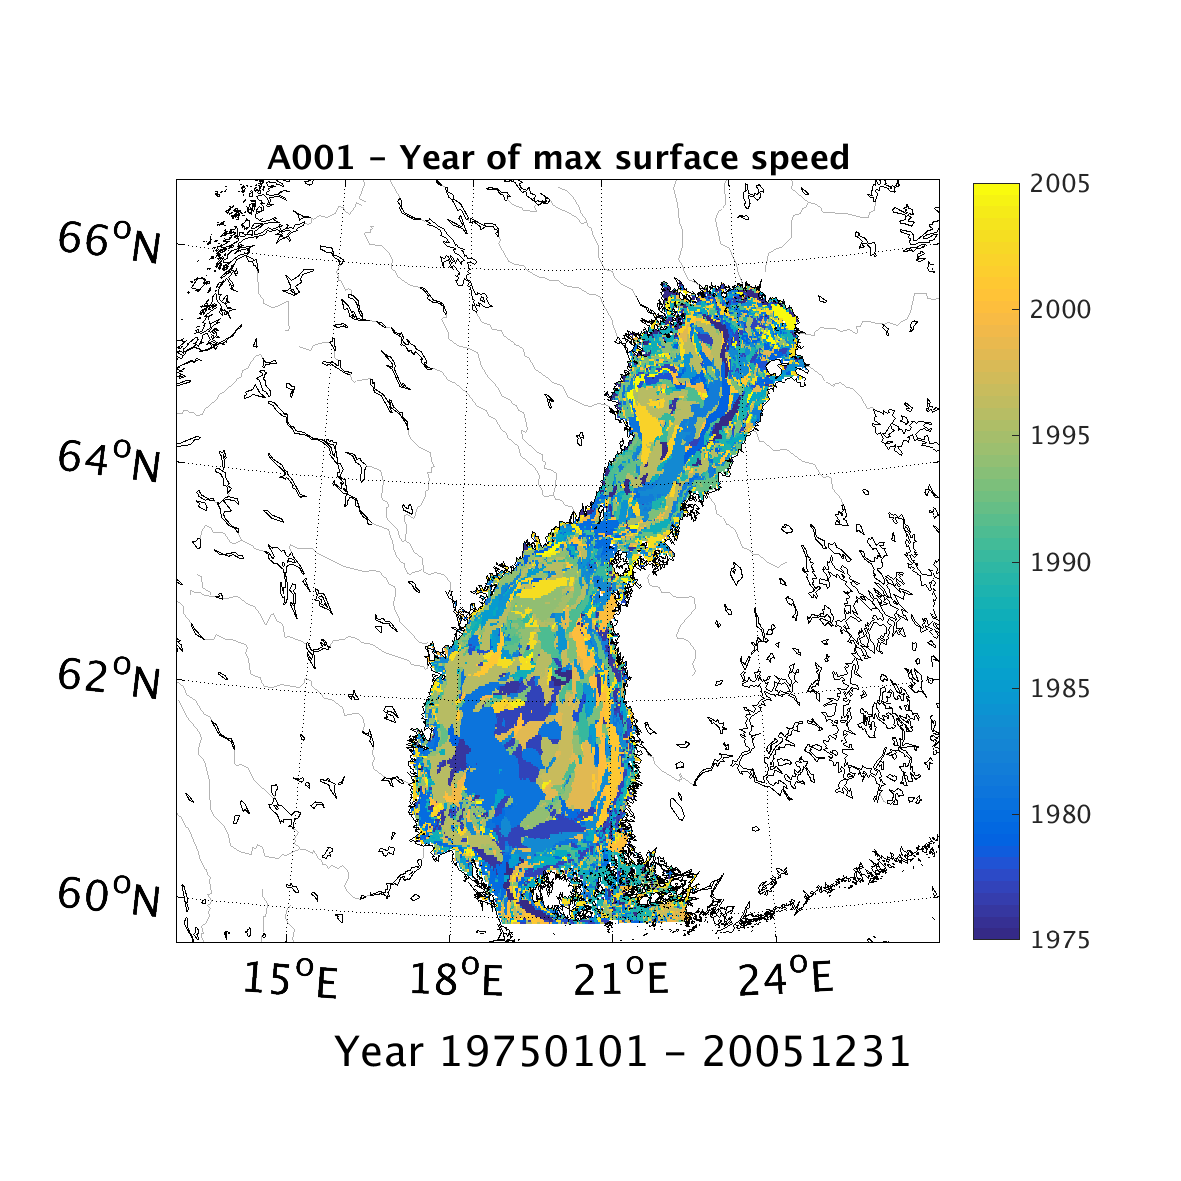 A001 – Year of max surface speed
66°N
64°N
62°N
60°N
15°E
18°E
21°E
24°E
2005
2000
1995
1990
1985
1980
1975
Year 19750101 – 20051231